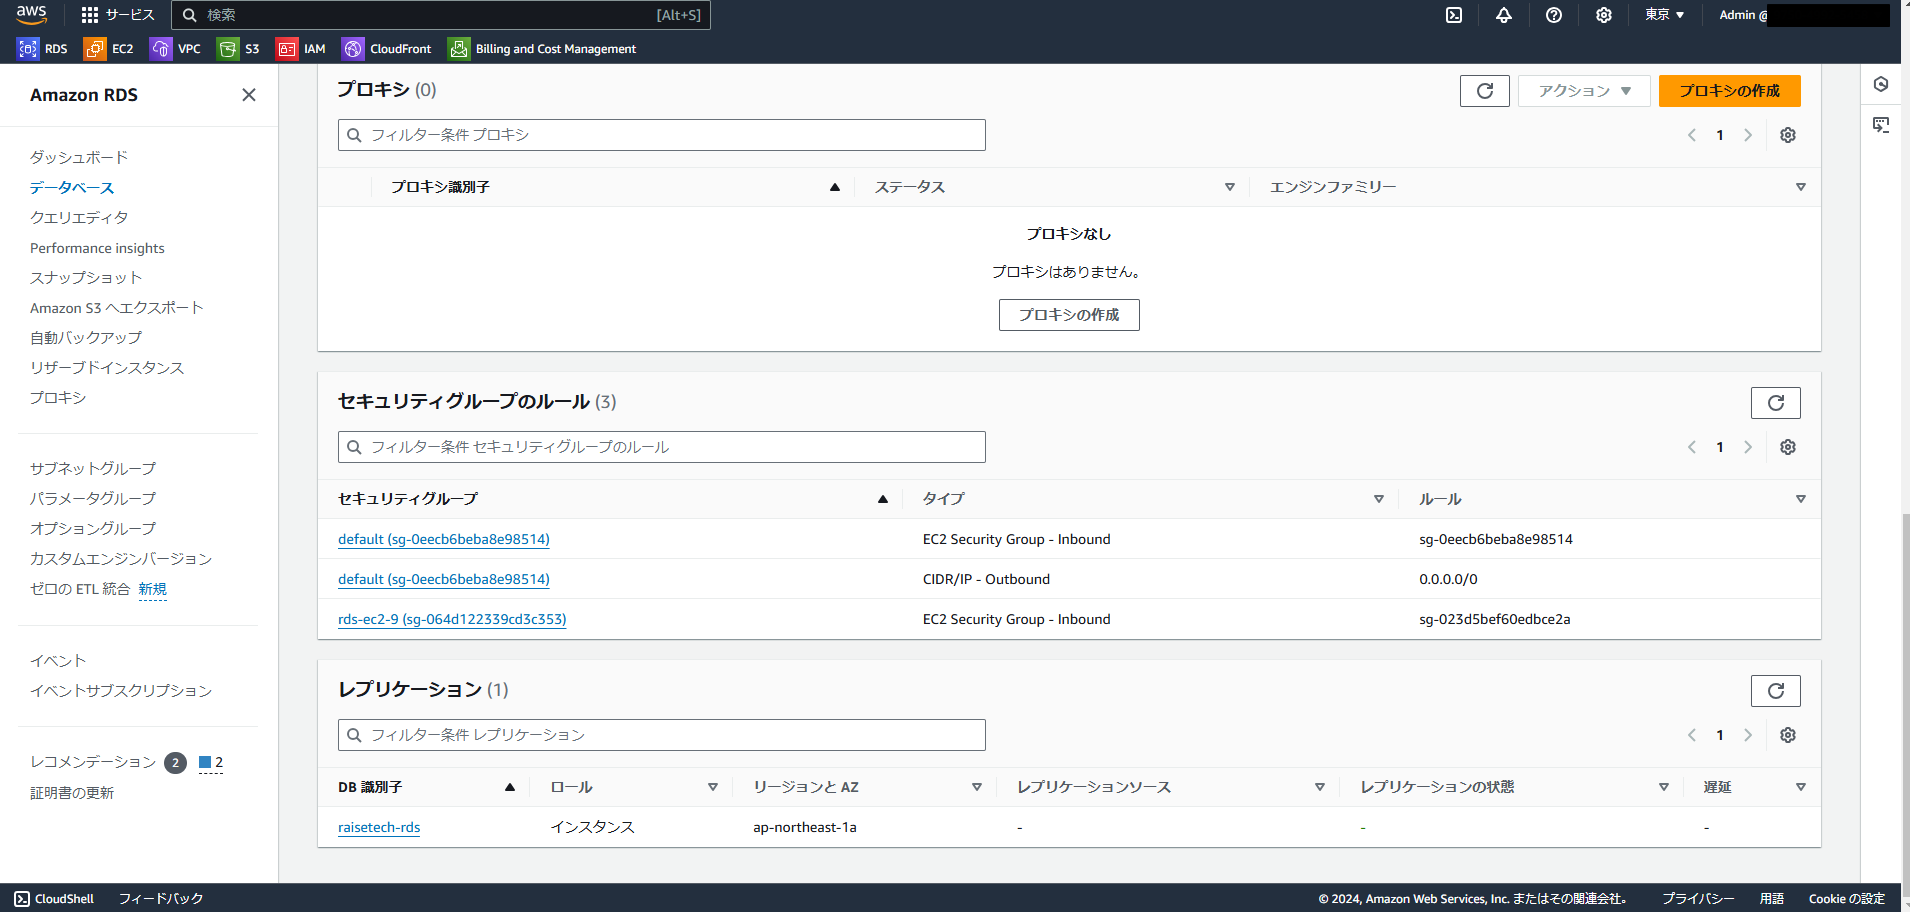 aws サービス 検索 [Alt+S] 東京 ▼ Admin @
RDS EC2 VPC S3 IAM CloudFront Billing and Cost Management
Amazon RDS
ダッシュボード
データベース
クエリエディタ
Performance insights
スナップショット
Amazon S3 へエクスポート
自動バックアップ
リザーブドインスタンス
プロキシ
サブネットグループ
パラメータグループ
オプショングループ
カスタムエンジンバージョン
ゼロの ETL 統合 新規
イベント
イベントサブスクリプション
レコメンデーション 2 2
証明書の更新
プロキシ (0)
アクション ▼ プロキシの作成
フィルター条件 プロキシ
1
プロキシ識別子 ステータス エンジンファミリー
プロキシなし
プロキシはありません。
プロキシの作成
セキュリティグループのルール (3)
フィルター条件 セキュリティグループのルール
1
セキュリティグループ タイプ ルール
default (sg-0eecb6beba8e98514) EC2 Security Group - Inbound sg-0eecb6beba8e98514
default (sg-0eecb6beba8e98514) CIDR/IP - Outbound 0.0.0.0/0
rds-ec2-9 (sg-064d122339cd3c353) EC2 Security Group - Inbound sg-023d5bef60edbce2a
レプリケーション (1)
フィルター条件 レプリケーション
1
DB 識別子 ロール リージョンと AZ レプリケーションソース レプリケーションの状態 遅延
raisetech-rds インスタンス ap-northeast-1a - - -
CloudShell フィードバック © 2024, Amazon Web Services, Inc. またはその関連会社。 プライバシー 用語 Cookie の設定